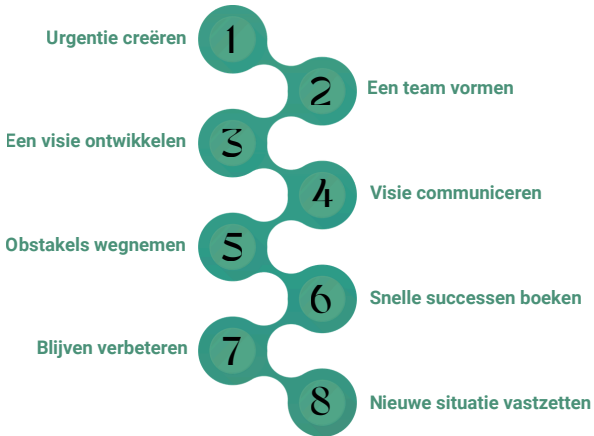 Urgentie creëren
1
2
Een team vormen
Een visie ontwikkelen
3
4
Visie communiceren
Obstakels wegnemen
5
6
Snelle successen boeken
Blijven verbeteren
7
8
Nieuwe situatie vastzetten